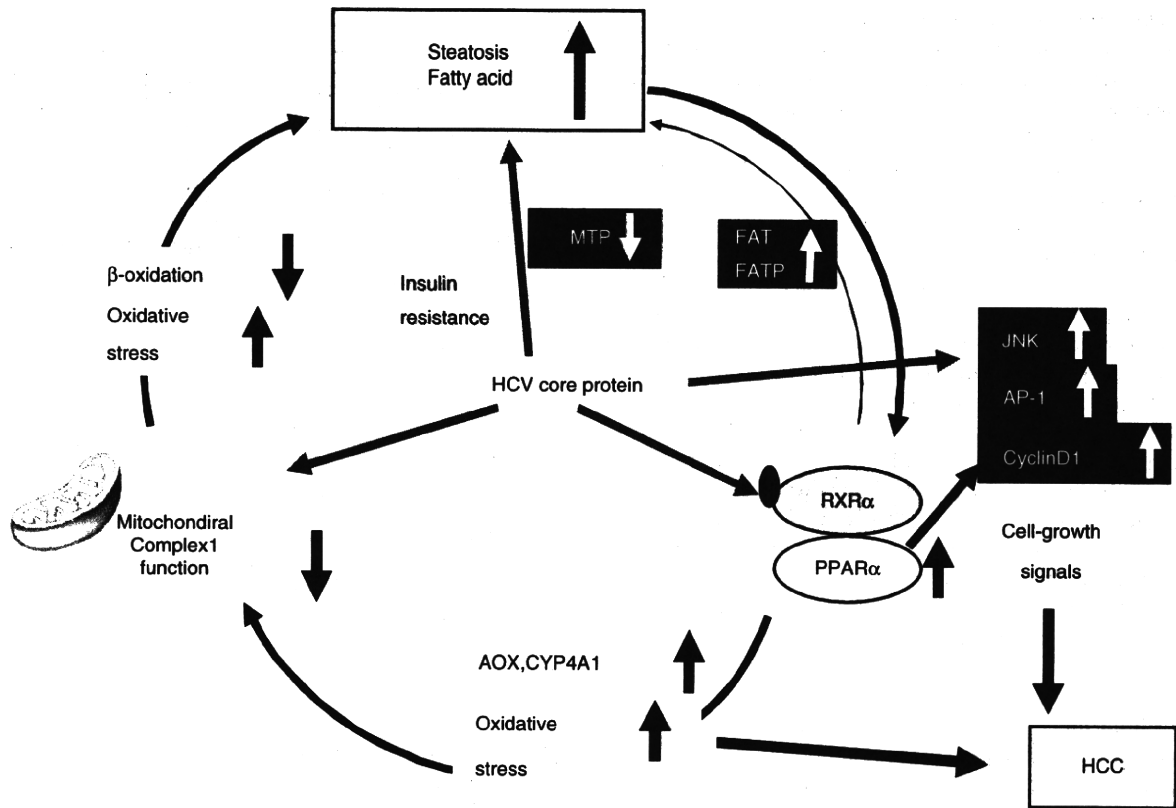 Steatosis
Fatty acid
MTP
FAT
FATP
β-oxidation
Oxidative
stress
Insulin
resistance
HCV core protein
JNK
AP-1
CyclinD1
RXRα
PPARα
Mitochondiral
Complex1
function
Cell-growth
signals
AOX,CYP4A1
Oxidative
stress
HCC